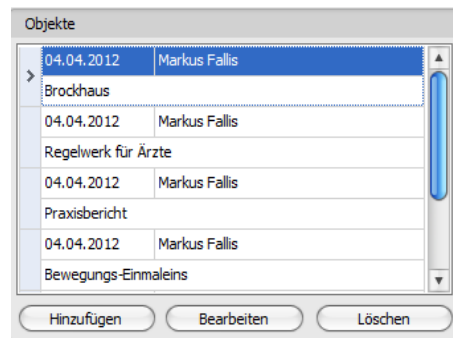 Objekte
04.04.2012 Markus Fallis
Brockhaus
04.04.2012 Markus Fallis
Regelwerk für Ärzte
04.04.2012 Markus Fallis
Praxisbericht
04.04.2012 Markus Fallis
Bewegungs-Einmaleins
Hinzufügen Bearbeiten Löschen